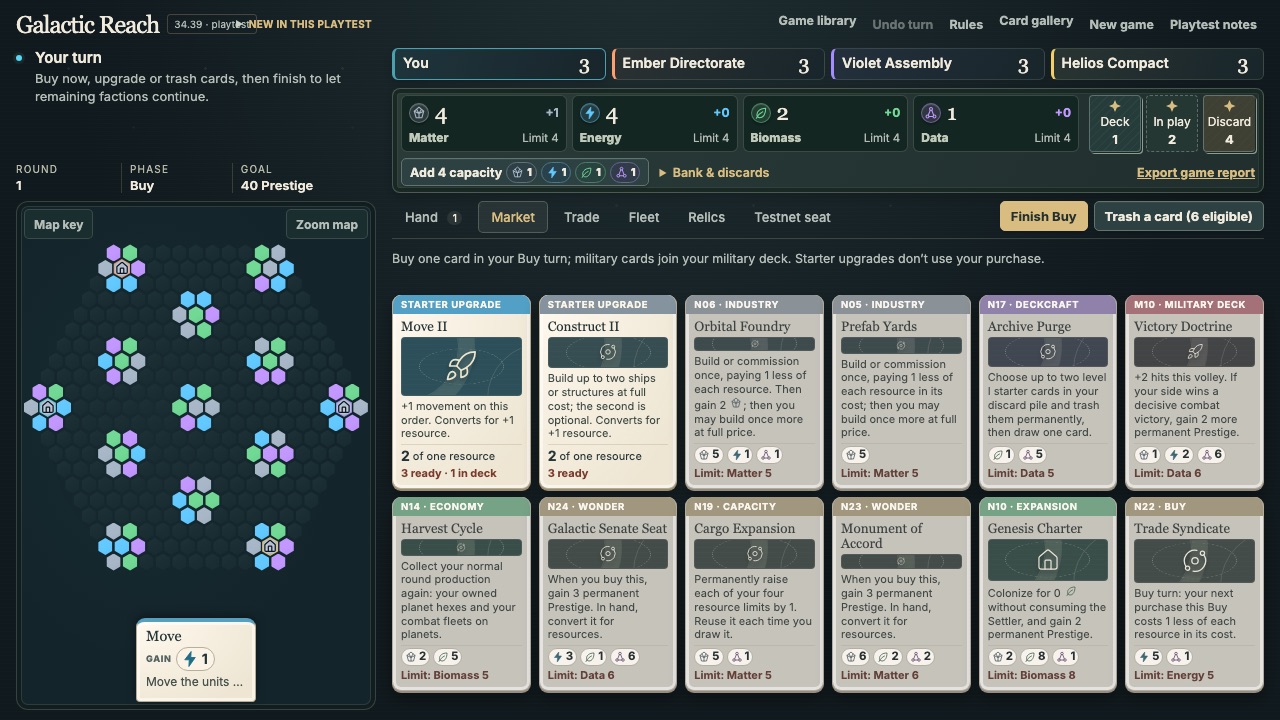 Galactic Reach
34.39 · playtest
NEW IN THIS PLAYTEST
Game library
Undo turn
Rules
Card gallery
New game
Playtest notes
Your turn
Buy now, upgrade or trash cards, then finish to let
remaining factions continue.
ROUND
1
PHASE
Buy
GOAL
40 Prestige
You 3
Ember Directorate 3
Violet Assembly 3
Helios Compact 3
4 +1
Matter Limit 4
4 +0
Energy Limit 4
2 +0
Biomass Limit 4
1 +0
Data Limit 4
Deck
1
In play
2
Discard
4
Add 4 capacity 1 1 1 1
Bank & discards
Export game report
Map key
Zoom map
Hand 1
Market
Trade
Fleet
Relics
Testnet seat
Finish Buy
Trash a card (6 eligible)
Buy one card in your Buy turn; military cards join your military deck. Starter upgrades don’t use your purchase.
STARTER UPGRADE
Move II
+1 movement on this
order. Converts for +1
resource.
2 of one resource
3 ready · 1 in deck
STARTER UPGRADE
Construct II
Build up to two ships
or structures at full
cost; the second is
optional. Converts for
+1 resource.
2 of one resource
3 ready
N06 · INDUSTRY
Orbital Foundry
Build or commission
once, paying 1 less of
each resource. Then
gain 2 ; then you
may build once more
at full price.
5 1 1
Limit: Matter 5
N05 · INDUSTRY
Prefab Yards
Build or commission
once, paying 1 less of
each resource in its
cost; then you may
build once more at full
price.
5
Limit: Matter 5
N17 · DECKCRAFT
Archive Purge
Choose up to two level
I starter cards in your
discard pile and trash
them permanently,
then draw one card.
1 5
Limit: Data 5
M10 · MILITARY DECK
Victory Doctrine
+2 hits this volley. If
your side wins a
decisive combat
victory, gain 2 more
permanent Prestige.
1 2 6
Limit: Data 6
N14 · ECONOMY
Harvest Cycle
Collect your normal
round production
again: your owned
planet hexes and your
combat fleets on
planets.
2 5
Limit: Biomass 5
N24 · WONDER
Galactic Senate Seat
When you buy this,
gain 3 permanent
Prestige. In hand,
convert it for
resources.
3 1 6
Limit: Data 6
N19 · CAPACITY
Cargo Expansion
Permanently raise
each of your four
resource limits by 1.
Reuse it each time you
draw it.
5 1
Limit: Matter 5
N23 · WONDER
Monument of
Accord
When you buy this,
gain 3 permanent
Prestige. In hand,
convert it for
resources.
6 2 2
Limit: Matter 6
N10 · EXPANSION
Genesis Charter
Colonize for 0
without consuming the
Settler, and gain 2
permanent Prestige.
2 8 1
Limit: Biomass 8
N22 · BUY
Trade Syndicate
Buy turn: your next
purchase this Buy
costs 1 less of each
resource in its cost.
5 1
Limit: Energy 5
Move
GAIN 1
Move the units ...